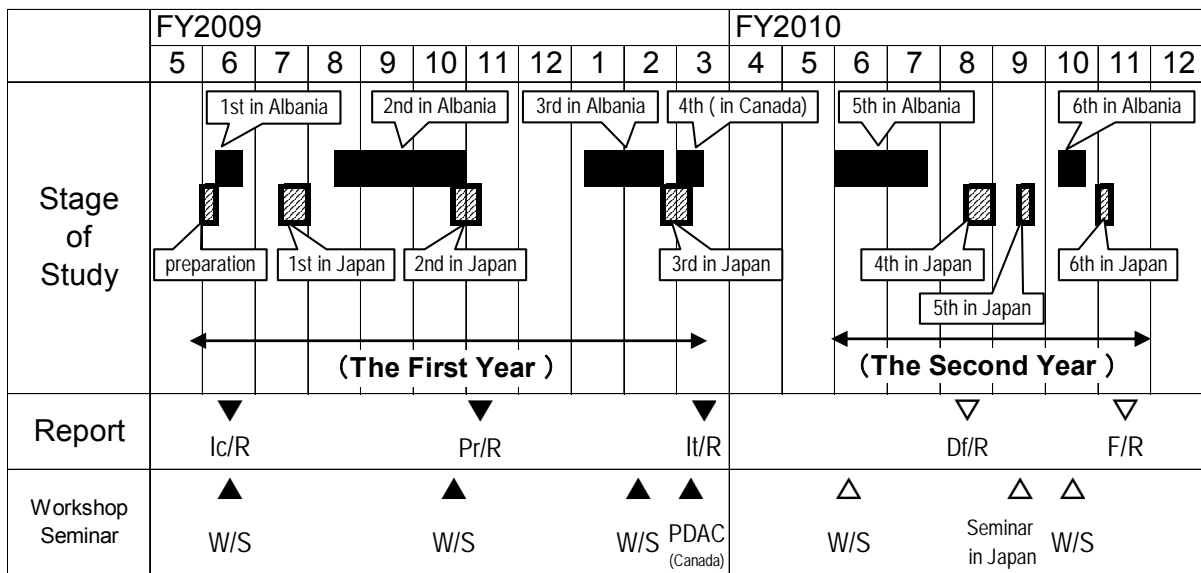 FY2009 FY2010
5 6 7 8 9 10 11 12 1 2 3 4 5 6 7 8 9 10 11 12
1st in Albania 2nd in Albania 3rd in Albania 4th ( in Canada) 5th in Albania 6th in Albania
Stage
of
Study
preparation 1st in Japan 2nd in Japan 3rd in Japan 4th in Japan 6th in Japan
5th in Japan
(The First Year ) (The Second Year )
Report
Ic/R Pr/R It/R Df/R F/R
Workshop
Seminar
W/S W/S W/S PDAC
(Canada)
W/S Seminar
in Japan
W/S